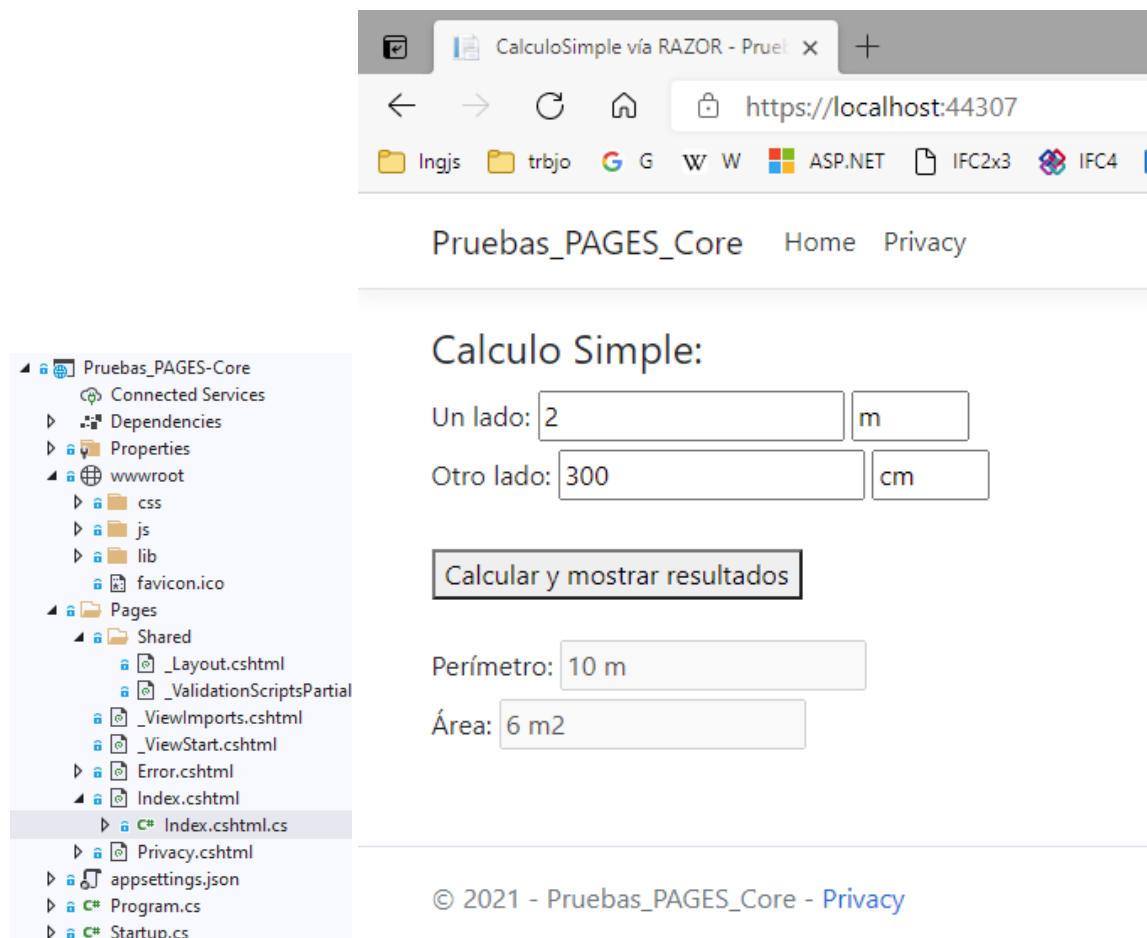 CalculoSimple vía RAZOR - Prue
https://localhost:44307
Ingjs trbjo G G W W ASP.NET IFC2x3 IFC4
Pruebas_PAGES_Core Home Privacy
Calculo Simple:
Un lado: 2 m
Otro lado: 300 cm
Calcular y mostrar resultados
Perímetro: 10 m
Área: 6 m2
© 2021 - Pruebas_PAGES_Core - Privacy
Pruebas_PAGES-Core
Connected Services
Dependencies
Properties
wwwroot
css
js
lib
favicon.ico
Pages
Shared
_Layout.cshtml
_ValidationScriptsPartial
_ViewImports.cshtml
_ViewStart.cshtml
Error.cshtml
Index.cshtml
C# Index.cshtml.cs
Privacy.cshtml
appsettings.json
C# Program.cs
C# Startup.cs